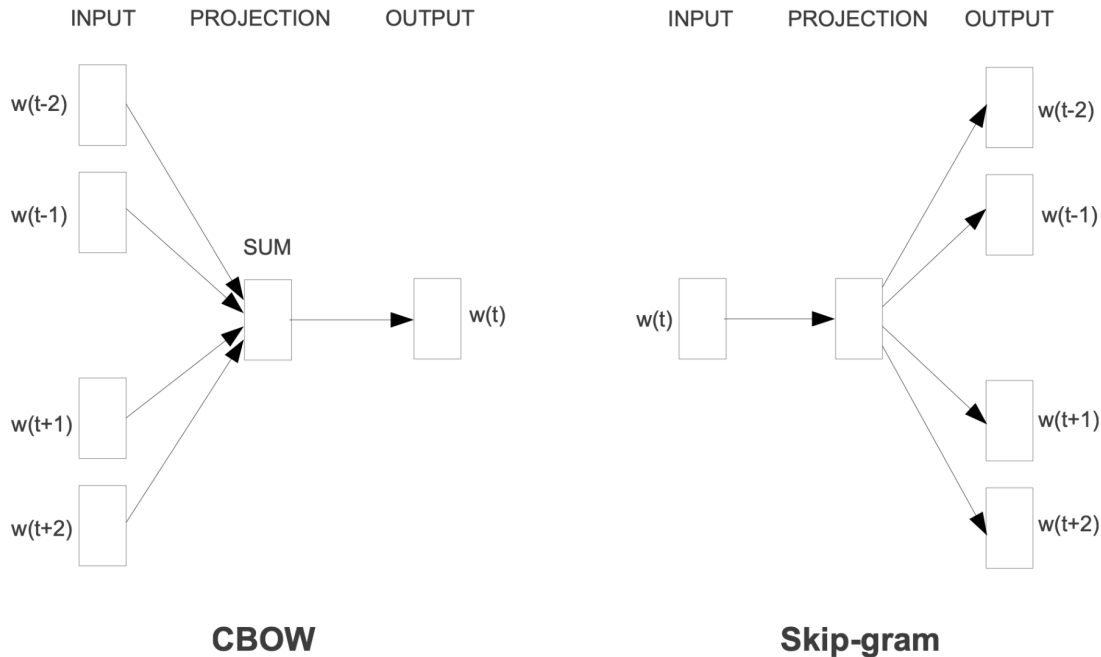 INPUT PROJECTION OUTPUT
w(t-2)
w(t-1)
SUM
w(t)
w(t+1)
w(t+2)
CBOW
INPUT PROJECTION OUTPUT
w(t-2)
w(t-1)
w(t)
w(t+1)
w(t+2)
Skip-gram